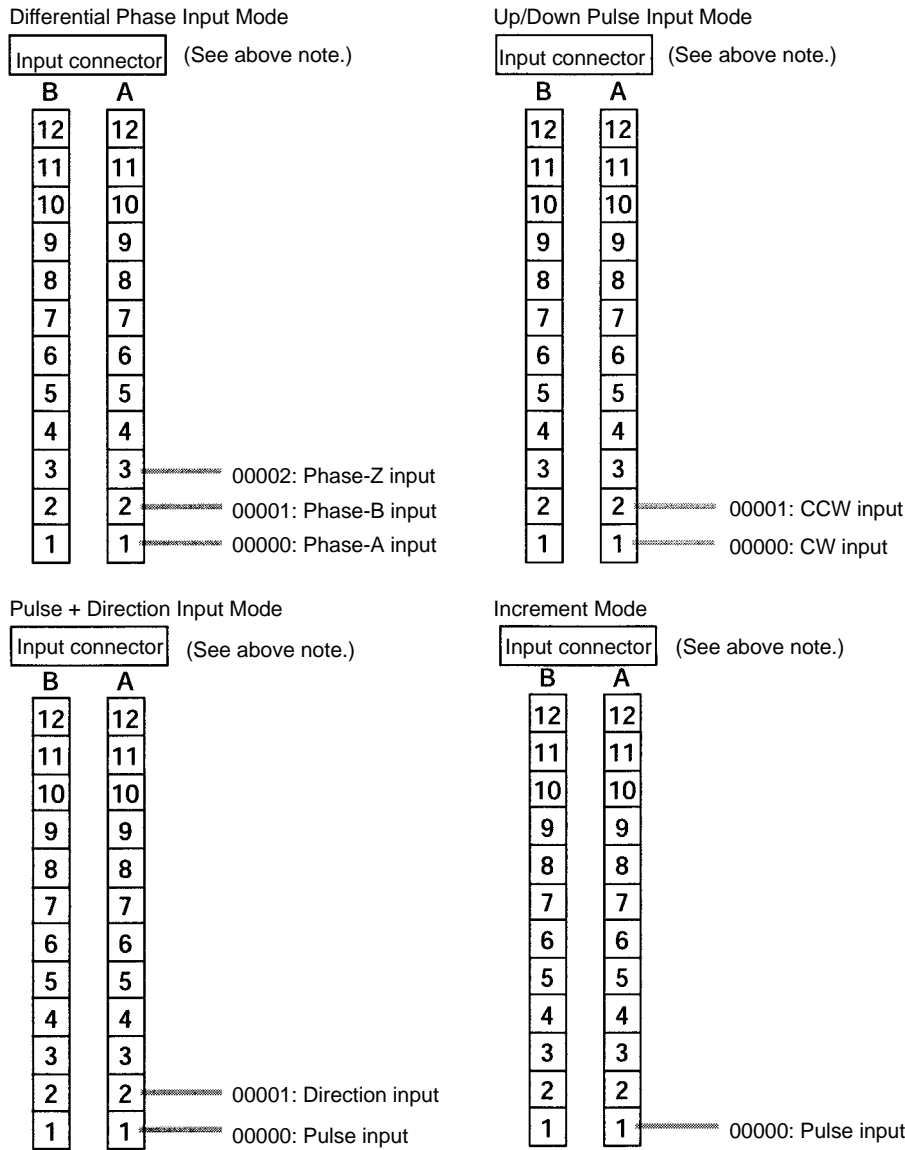 Differential Phase Input Mode
Input connector (See above note.)
B A
12 12
11 11
10 10
9 9
8 8
7 7
6 6
5 5
4 4
3 3 00002: Phase-Z input
2 2 00001: Phase-B input
1 1 00000: Phase-A input
Up/Down Pulse Input Mode
Input connector (See above note.)
B A
12 12
11 11
10 10
9 9
8 8
7 7
6 6
5 5
4 4
3 3
2 2 00001: CCW input
1 1 00000: CW input
Pulse + Direction Input Mode
Input connector (See above note.)
B A
12 12
11 11
10 10
9 9
8 8
7 7
6 6
5 5
4 4
3 3
2 2 00001: Direction input
1 1 00000: Pulse input
Increment Mode
Input connector (See above note.)
B A
12 12
11 11
10 10
9 9
8 8
7 7
6 6
5 5
4 4
3 3
2 2
1 1 00000: Pulse input